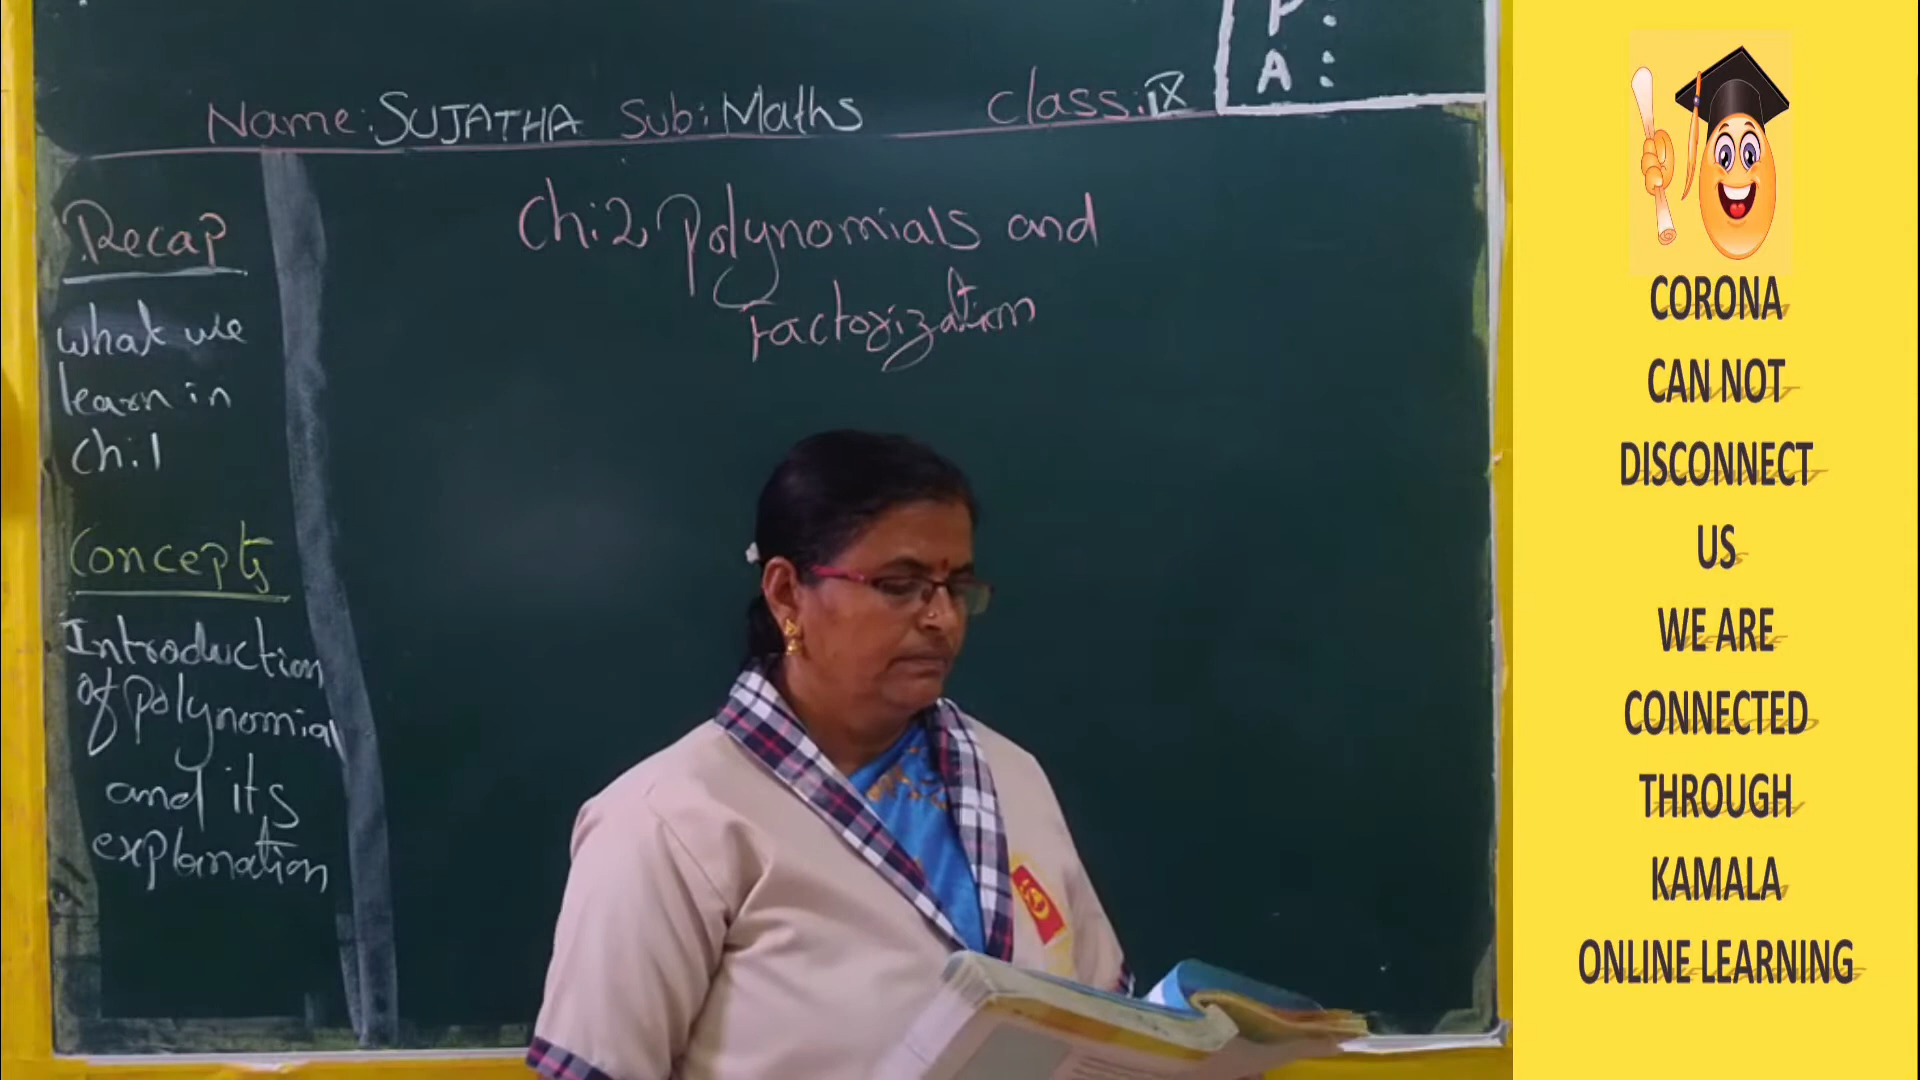 P:
A:
Name: SUJATHA Sub: Maths Class: IX
Recap
what we
learn in
Ch:1
Concepts
Introduction
of Polynomial
and its
explanation
Ch:2 Polynomials and
Factorization
CORONA
CAN NOT
DISCONNECT
US
WE ARE
CONNECTED
THROUGH
KAMALA
ONLINE LEARNING